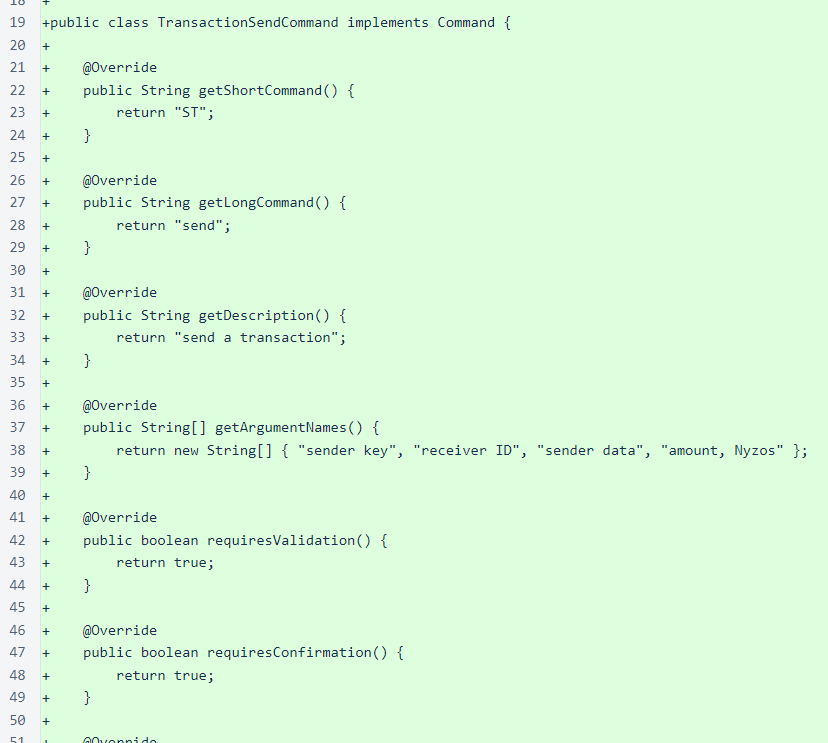 18 +
19 +public class TransactionSendCommand implements Command {
20 +
21 +    @Override
22 +    public String getShortCommand() {
23 +        return "ST";
24 +    }
25 +
26 +    @Override
27 +    public String getLongCommand() {
28 +        return "send";
29 +    }
30 +
31 +    @Override
32 +    public String getDescription() {
33 +        return "send a transaction";
34 +    }
35 +
36 +    @Override
37 +    public String[] getArgumentNames() {
38 +        return new String[] { "sender key", "receiver ID", "sender data", "amount, Nyzos" };
39 +    }
40 +
41 +    @Override
42 +    public boolean requiresValidation() {
43 +        return true;
44 +    }
45 +
46 +    @Override
47 +    public boolean requiresConfirmation() {
48 +        return true;
49 +    }
50 +
51 +    @Override